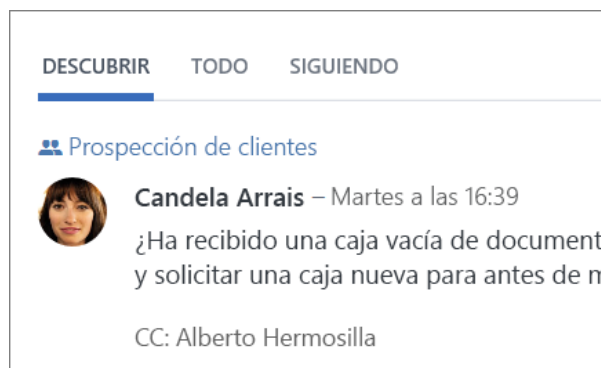 DESCUBRIR TODO SIGUIENDO
Prospección de clientes
Candela Arrais – Martes a las 16:39
¿Ha recibido una caja vacía de document
y solicitar una caja nueva para antes de
CC: Alberto Hermosilla